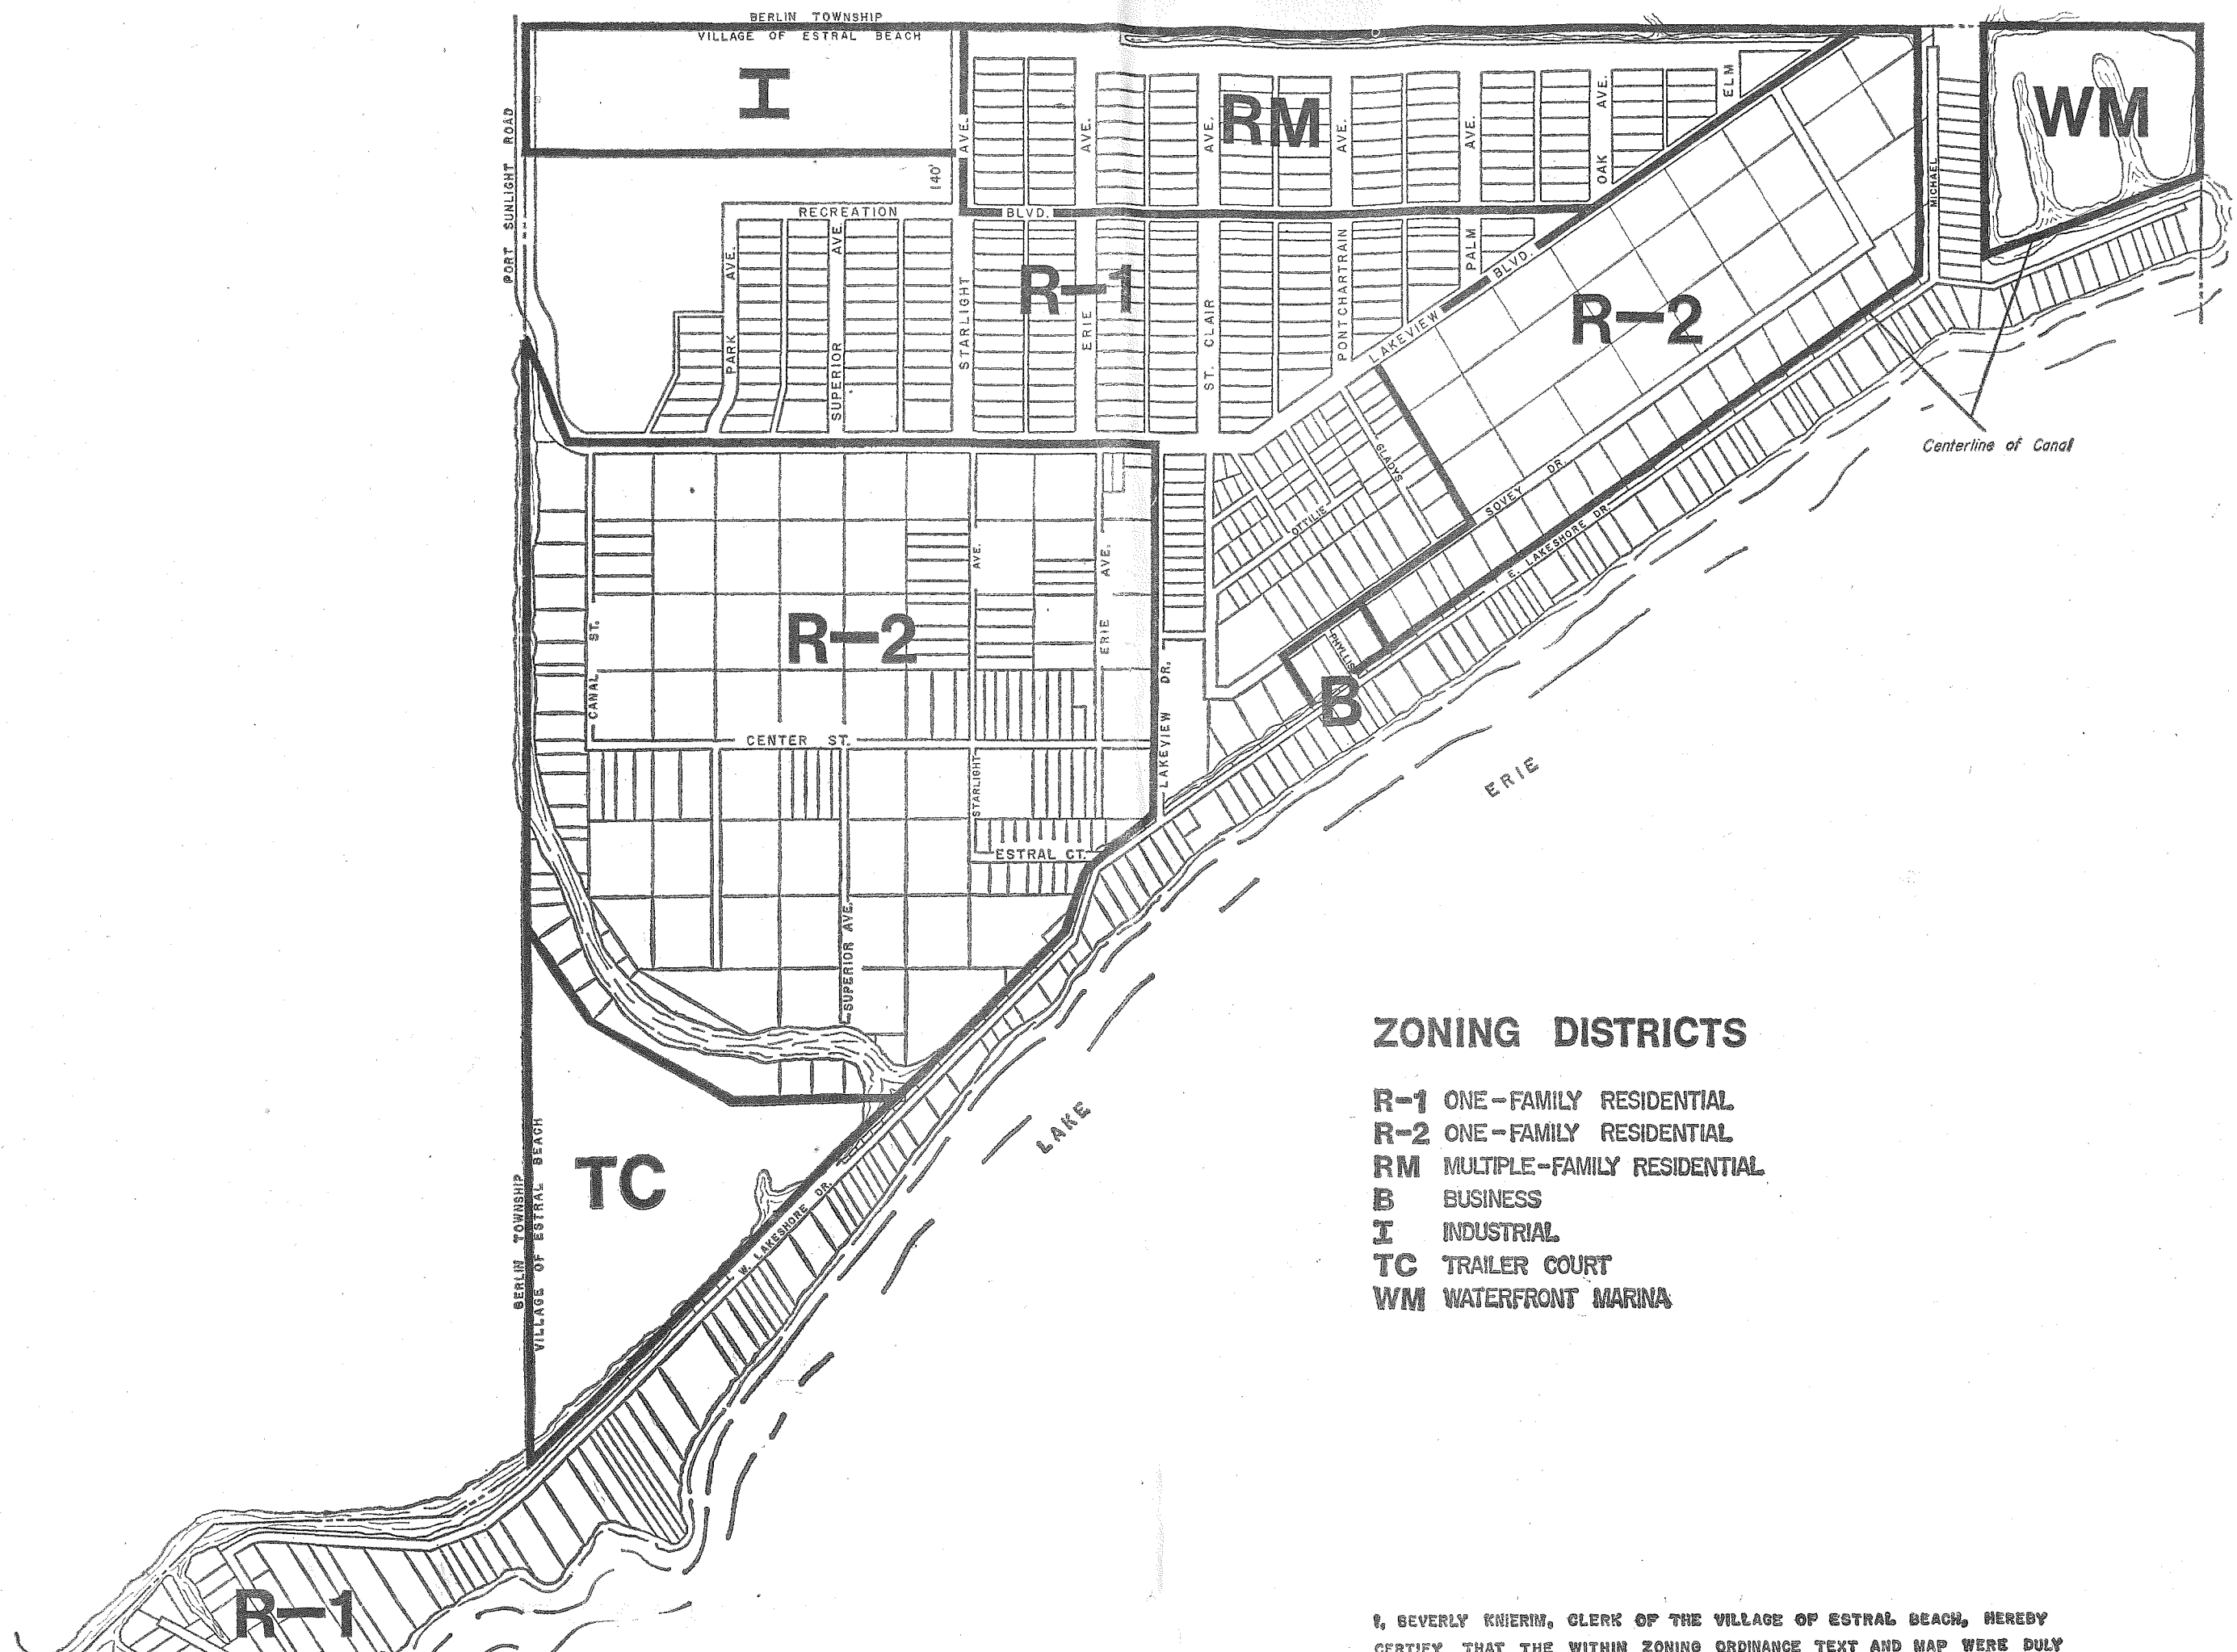 BERLIN TOWNSHIP
VILLAGE OF ESTRAL BEACH
I
RM
WM
PORT SUNLIGHT ROAD
AVE.
AVE.
AVE.
AVE.
AVE.
OAK AVE.
ELM
MICHAEL
140'
RECREATION
BLVD.
PARK AVE.
SUPERIOR AVE.
STARLIGHT
R-1
ERIE
ST. CLAIR
PONTCHARTRAIN
PALM
LAKEVIEW BLVD.
R-2
Centerline of Canal
GLADYS
OTTILIE
SOVEY DR.
E. LAKESHORE DR.
PHYLLIS
B
CANAL ST.
R-2
AVE.
ERIE AVE.
LAKEVIEW DR.
CENTER ST.
STARLIGHT
ESTRAL CT.
SUPERIOR AVE.
LAKE ERIE
BERLIN TOWNSHIP
VILLAGE OF ESTRAL BEACH
TC
W. LAKESHORE DR.
R-1
ZONING DISTRICTS
R-1 ONE-FAMILY RESIDENTIAL
R-2 ONE-FAMILY RESIDENTIAL
RM MULTIPLE-FAMILY RESIDENTIAL
B BUSINESS
I INDUSTRIAL
TC TRAILER COURT
WM WATERFRONT MARINA
I, BEVERLY KNIERIM, CLERK OF THE VILLAGE OF ESTRAL BEACH, HEREBY
CERTIFY THAT THE WITHIN ZONING ORDINANCE TEXT AND MAP WERE DULY